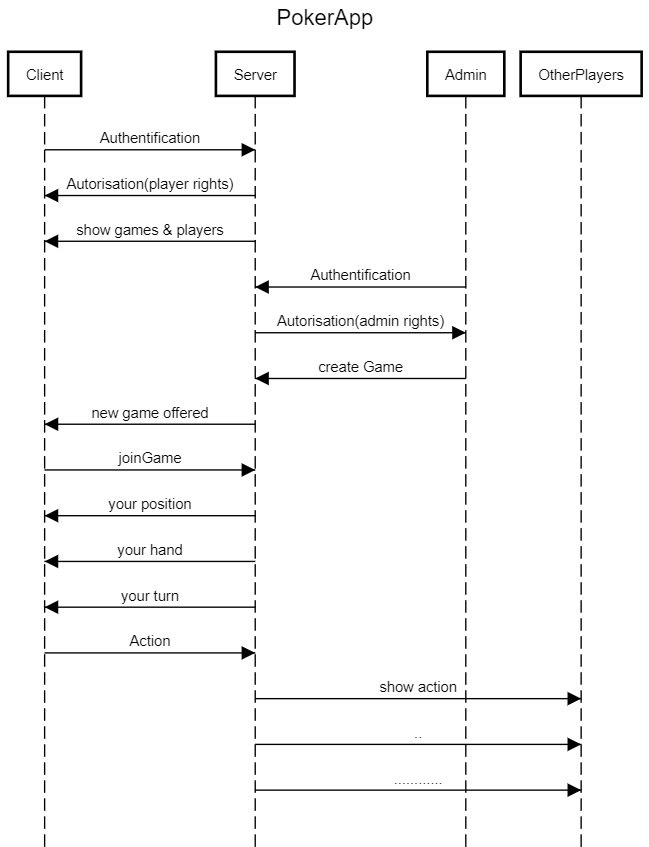 PokerApp
Client
Server
Admin
OtherPlayers
Authentification
Autorisation(player rights)
show games & players
Authentification
Autorisation(admin rights)
create Game
new game offered
joinGame
your position
your hand
your turn
Action
show action
..
............